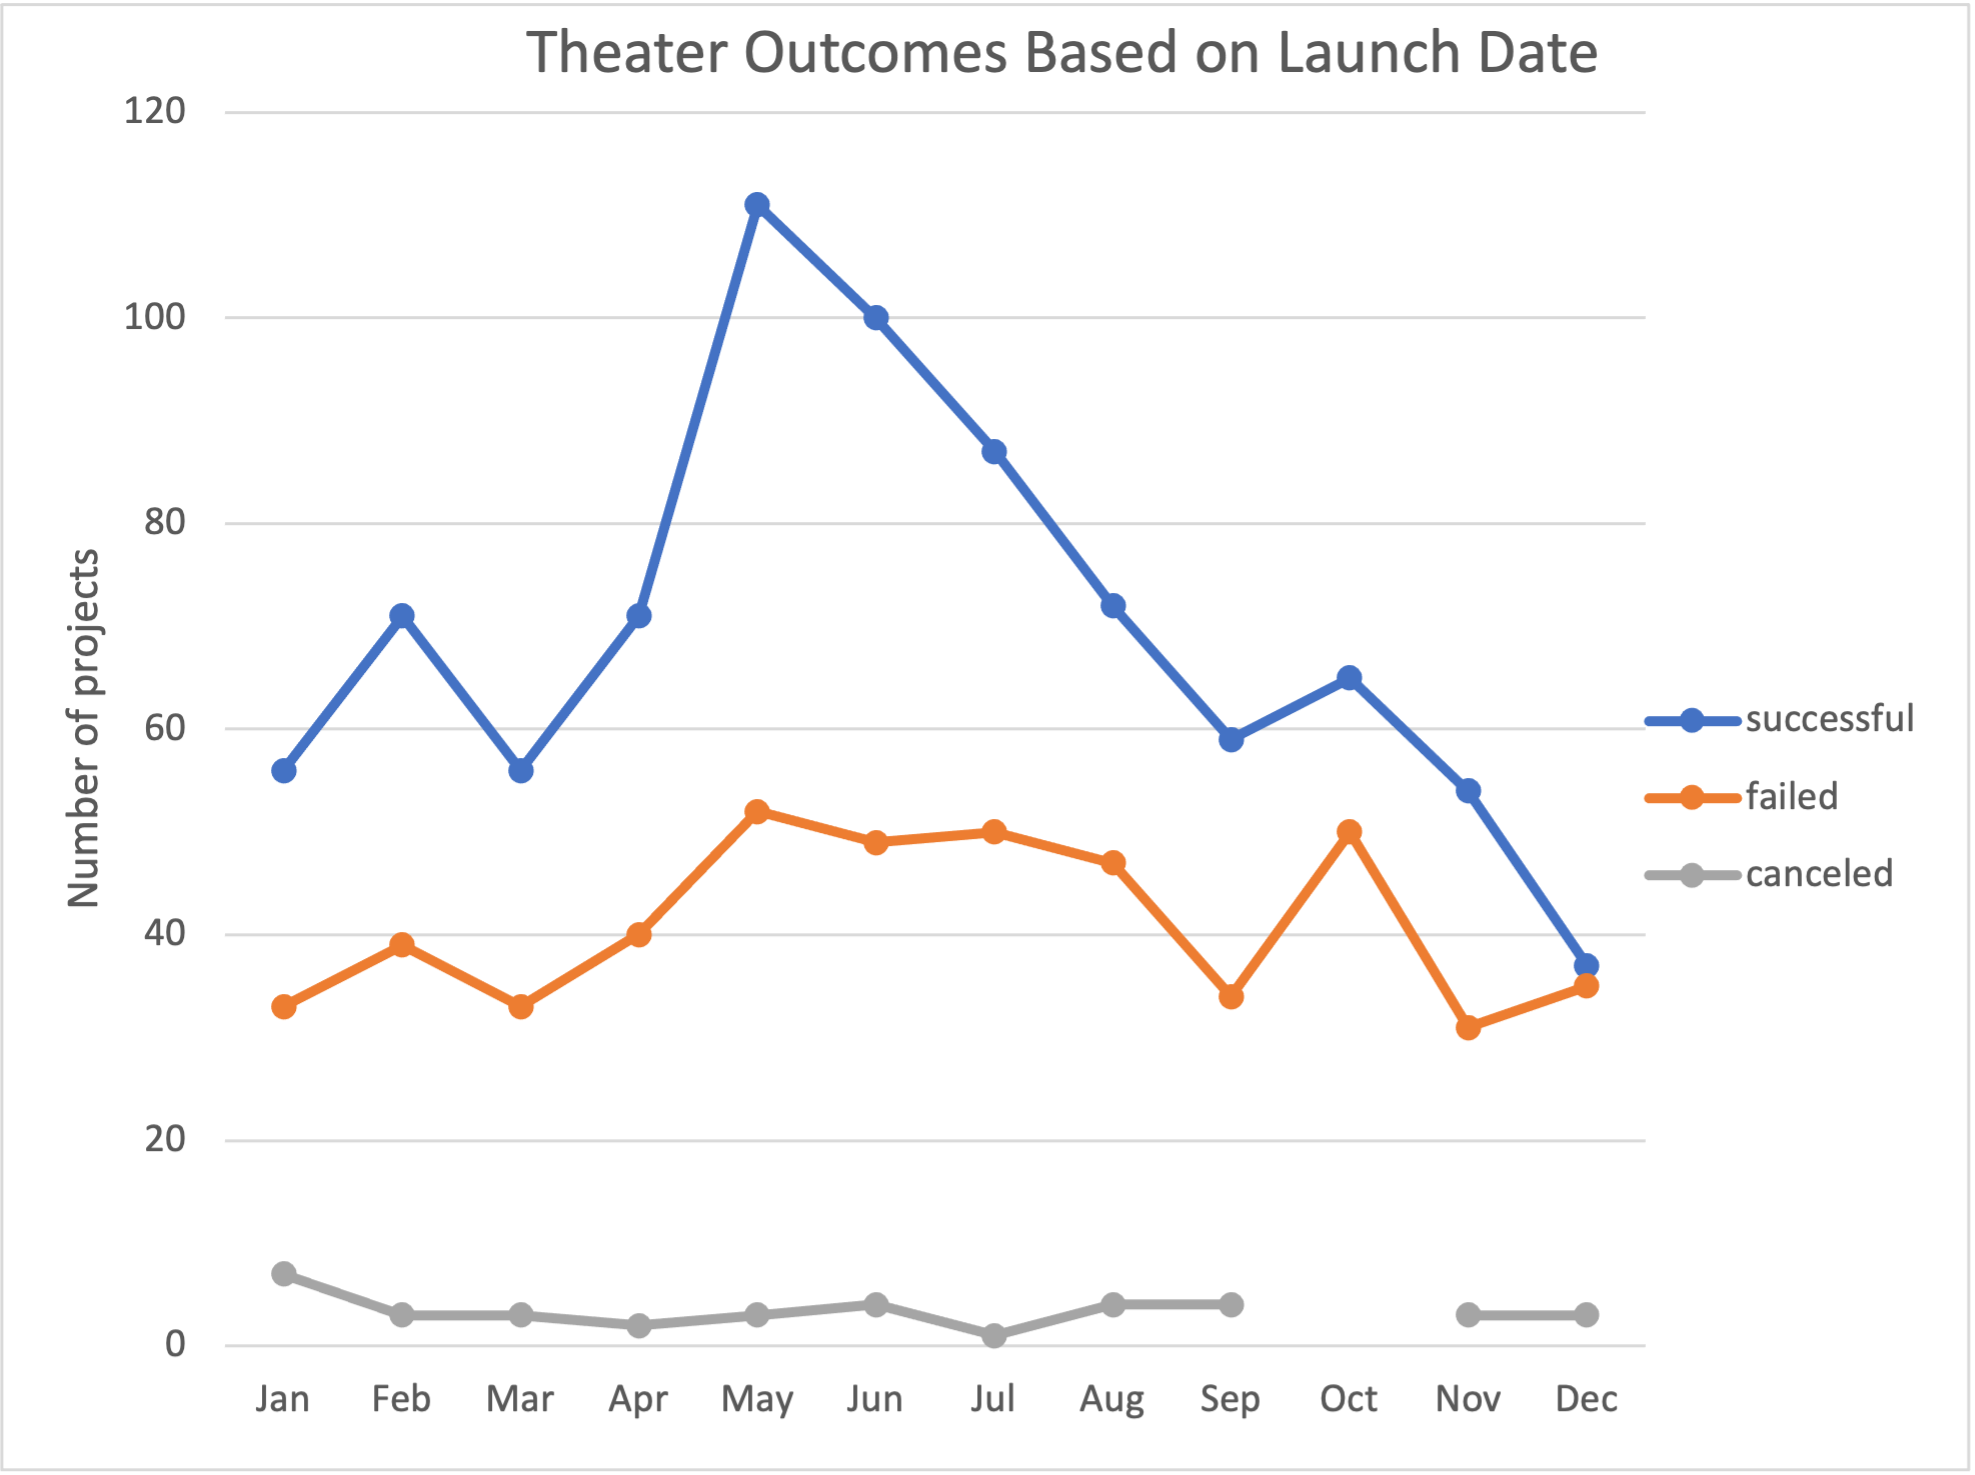 Theater Outcomes Based on Launch Date
120
100
80
60
40
20
0
Number of projects
Jan Feb Mar Apr May Jun Jul Aug Sep Oct Nov Dec
successful
failed
canceled